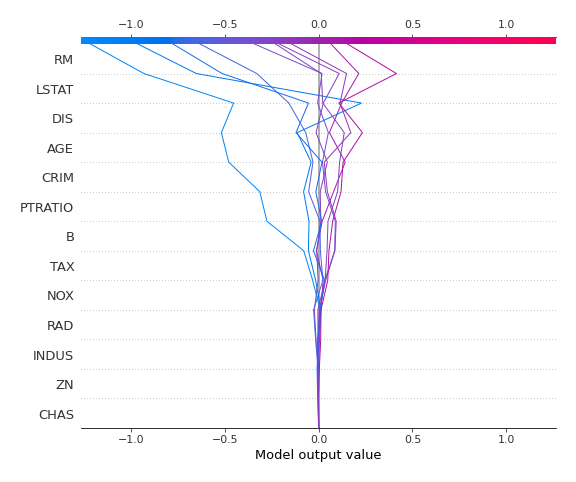 −1.0 −0.5 0.0 0.5 1.0
RM
LSTAT
DIS
AGE
CRIM
PTRATIO
B
TAX
NOX
RAD
INDUS
ZN
CHAS
−1.0 −0.5 0.0 0.5 1.0
Model output value